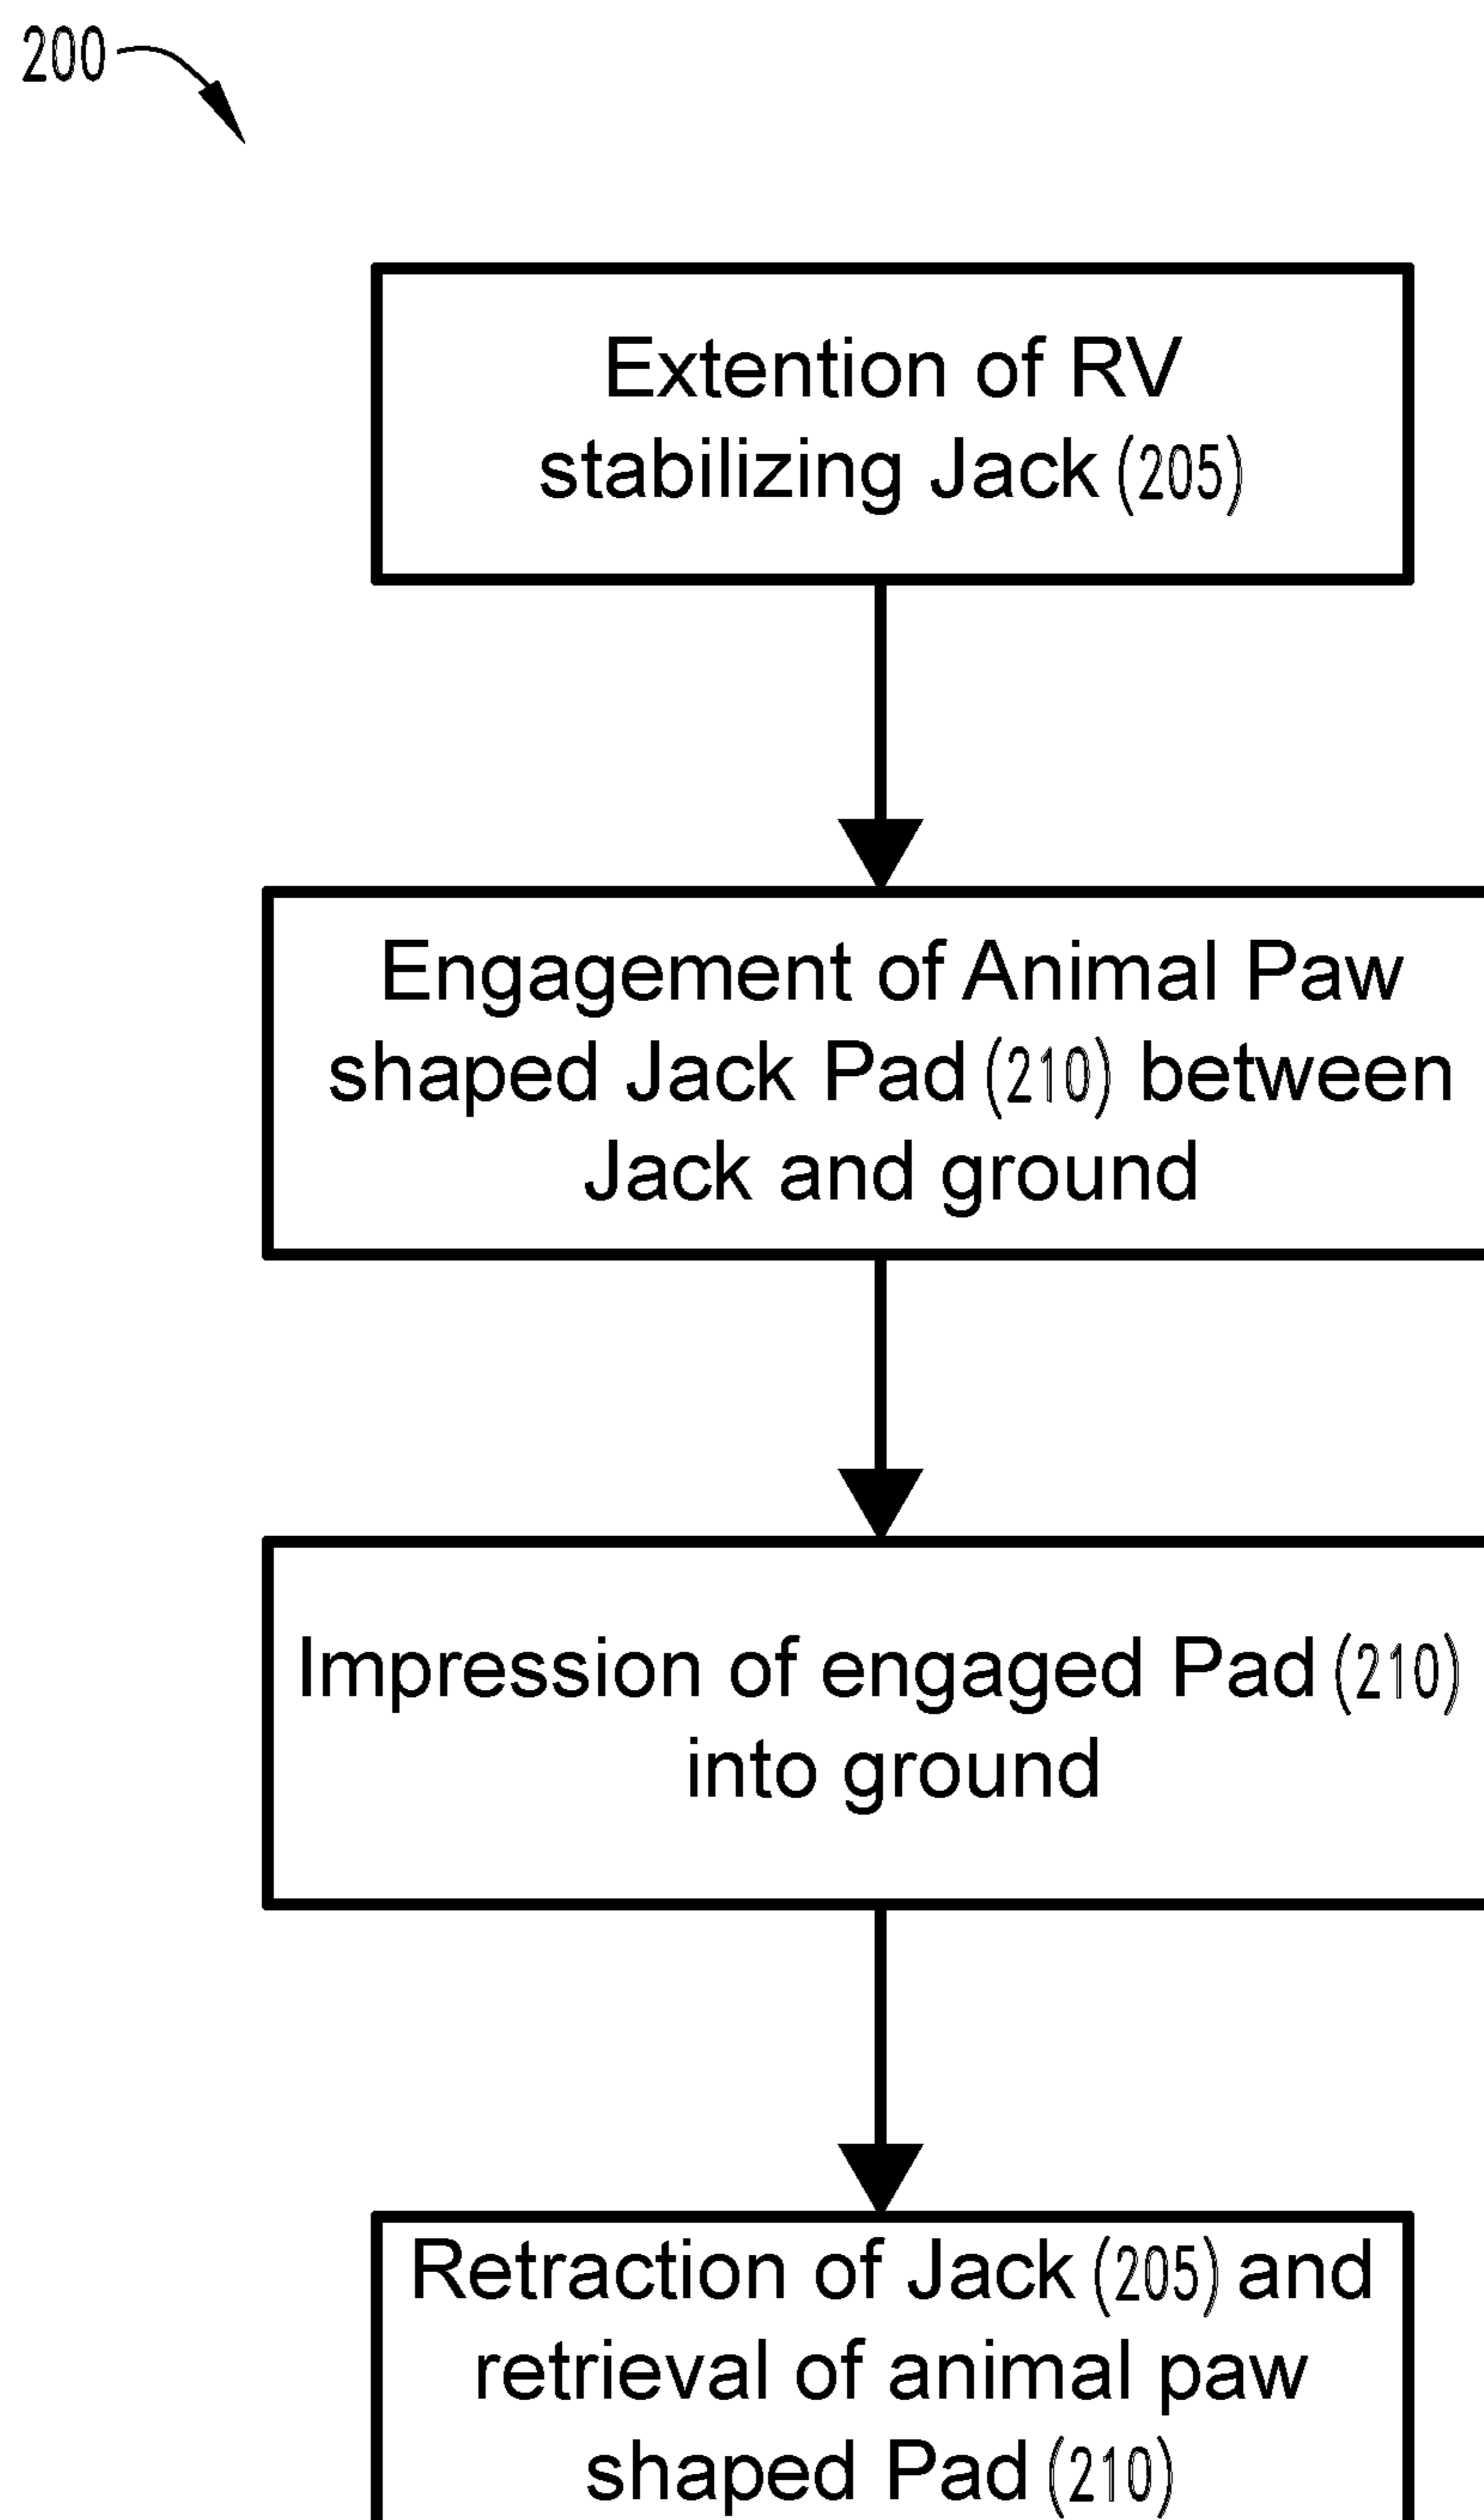 200
Extention of RV
stabilizing Jack (205)
Engagement of Animal Paw
shaped Jack Pad (210) between
Jack and ground
Impression of engaged Pad (210)
into ground
Retraction of Jack (205) and
retrieval of animal paw
shaped Pad (210)